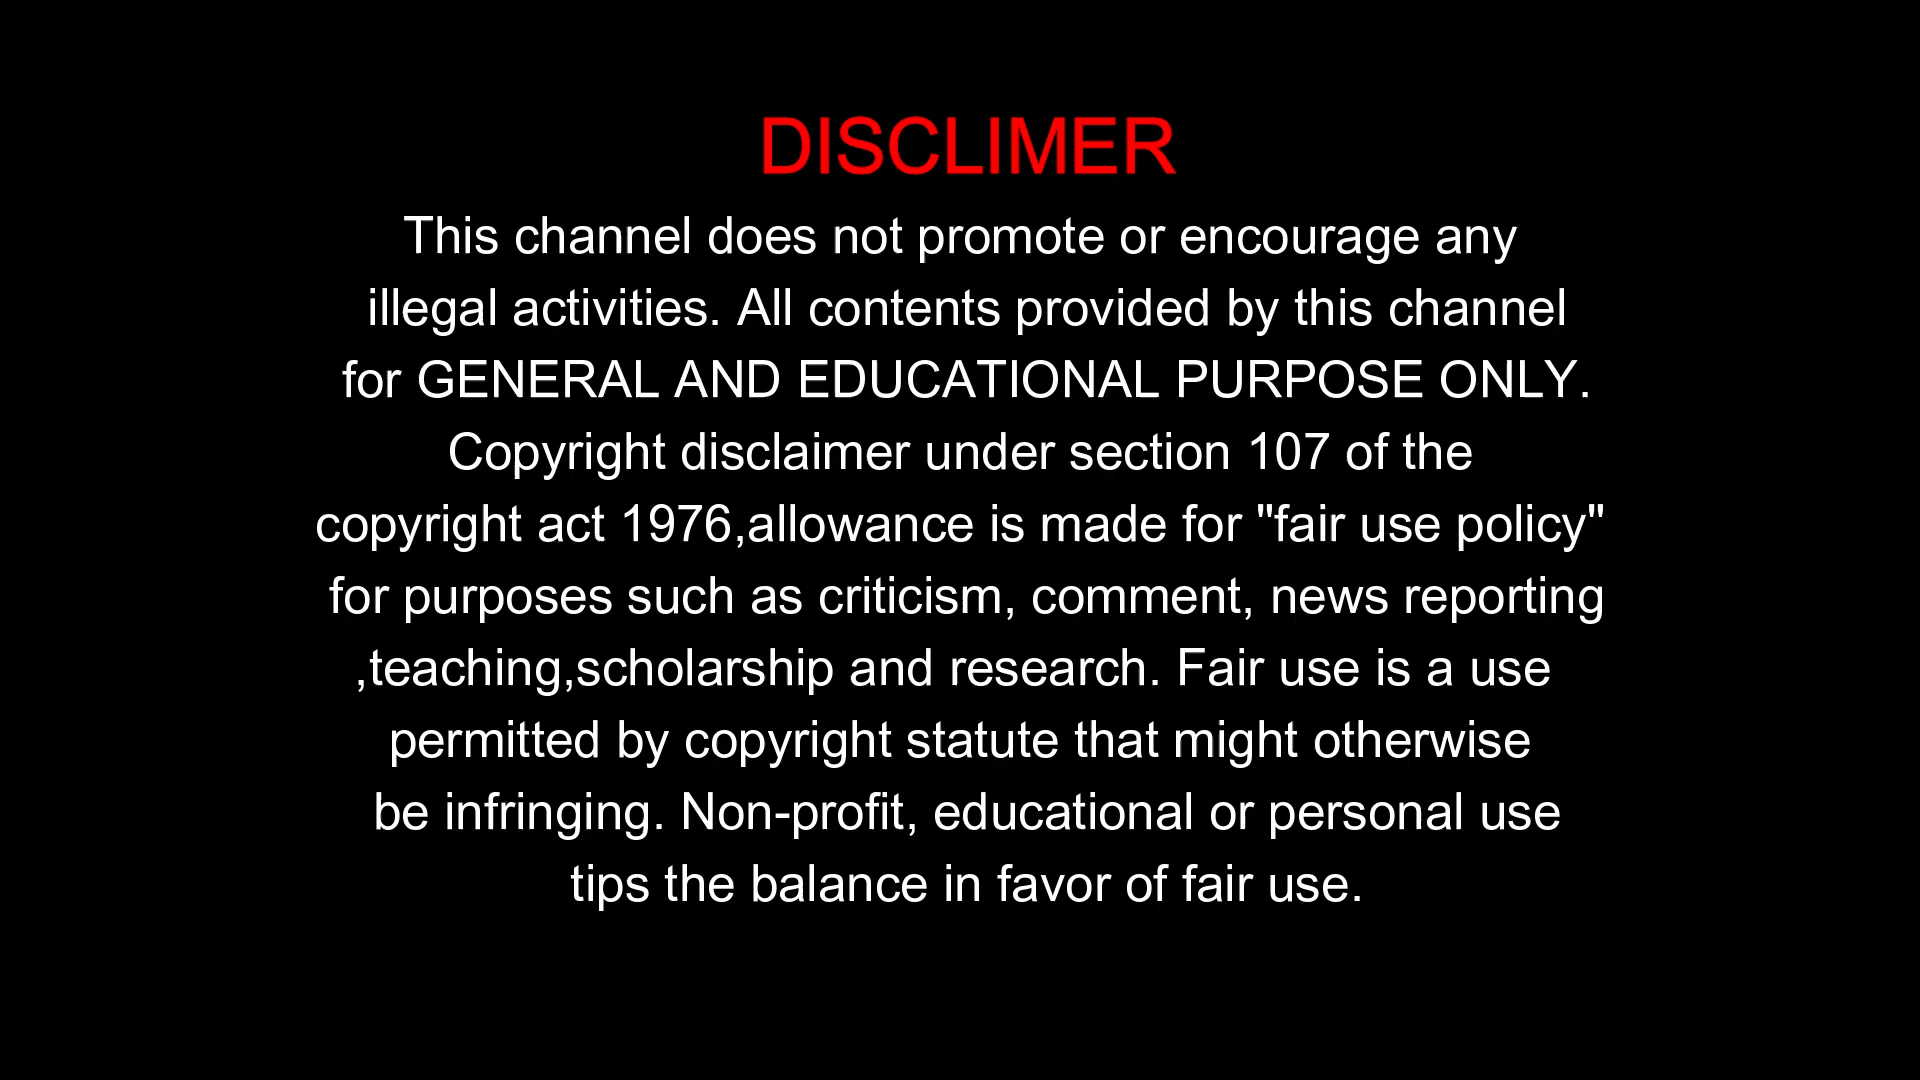 DISCLIMER
This channel does not promote or encourage any
illegal activities. All contents provided by this channel
for GENERAL AND EDUCATIONAL PURPOSE ONLY.
Copyright disclaimer under section 107 of the
copyright act 1976,allowance is made for "fair use policy"
for purposes such as criticism, comment, news reporting
,teaching,scholarship and research. Fair use is a use
permitted by copyright statute that might otherwise
be infringing. Non-profit, educational or personal use
tips the balance in favor of fair use.